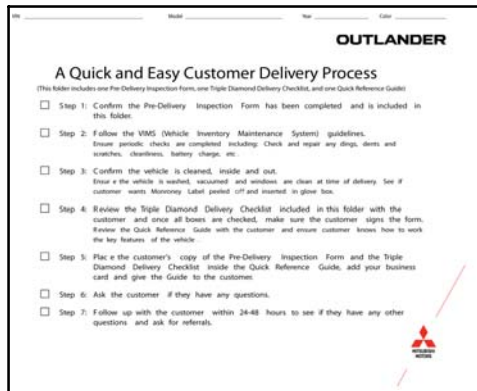 VIN Model Year Color
OUTLANDER
A Quick and Easy Customer Delivery Process
(This folder includes one Pre-Delivery Inspection Form, one Triple Diamond Delivery Checklist, and one Quick Reference Guide)
Step 1: Confirm the Pre-Delivery Inspection Form has been completed and is included in
this folder.
Step 2: Follow the VIMS (Vehicle Inventory Maintenance System) guidelines.
Ensure periodic checks are completed including: Check and repair any dings, dents and
scratches, cleanliness, battery charge, etc.
Step 3: Confirm the vehicle is cleaned, inside and out.
Ensure the vehicle is washed, vacuumed and windows are clean at time of delivery. See if
customer wants Monroney Label peeled off and inserted in glove box.
Step 4: Review the Triple Diamond Delivery Checklist included in this folder with the
customer and once all boxes are checked, make sure the customer signs the form.
Review the Quick Reference Guide with the customer and ensure customer knows how to work
the key features of the vehicle.
Step 5: Place the customer's copy of the Pre-Delivery Inspection Form and the Triple
Diamond Delivery Checklist inside the Quick Reference Guide, add your business
card and give the Guide to the customer.
Step 6: Ask the customer if they have any questions.
Step 7: Follow up with the customer within 24-48 hours to see if they have any other
questions and ask for referrals.
MITSUBISHI
MOTORS